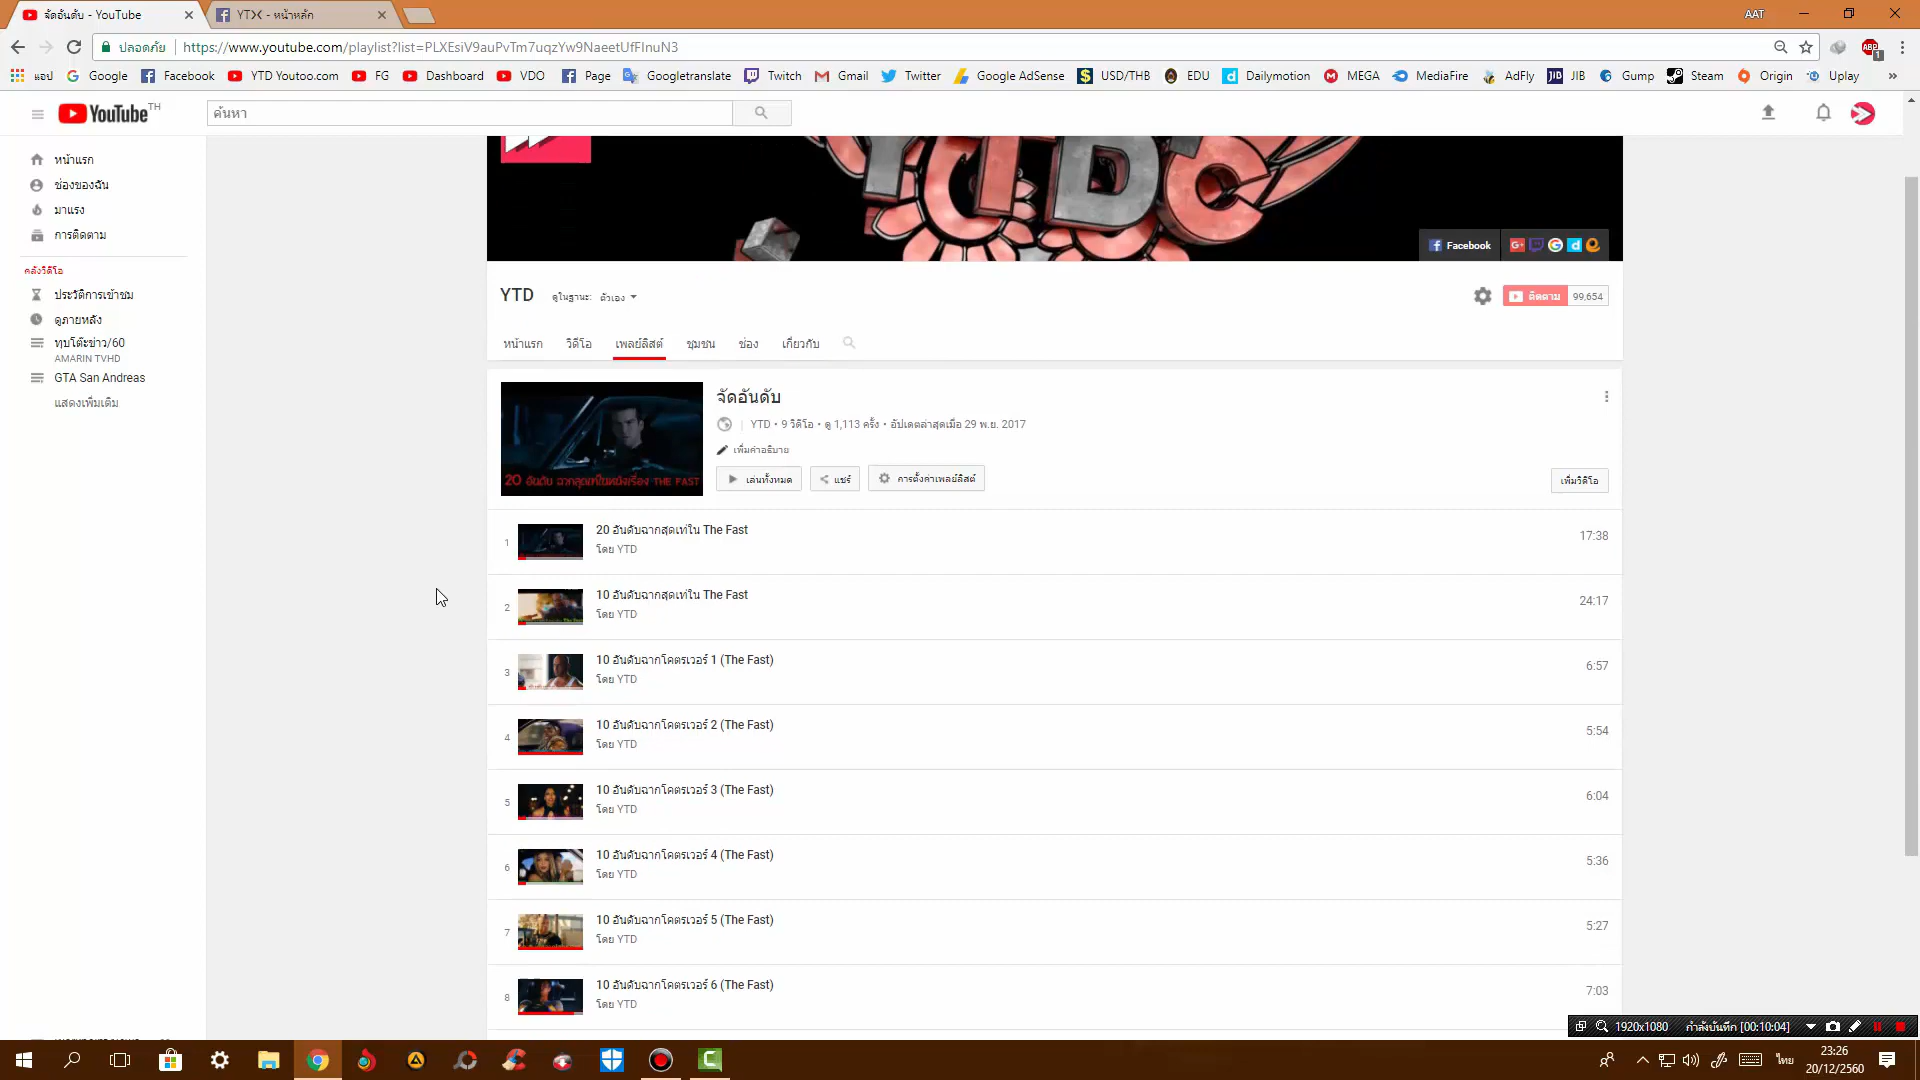 จัดอันดับ - YouTube
YTX - หน้าหลัก
AAT
ปลอดภัย
https://www.youtube.com/playlist?list=PLXEsiV9auPvTm7uqzYw9NaeetUfFInuN3
แอป Google Facebook YTD Youtoo.com FG Dashboard VDO Page Googletranslate Twitch Gmail Twitter Google AdSense USD/THB EDU Dailymotion MEGA MediaFire AdFly JIB Gump Steam Origin Uplay
YouTube TH
ค้นหา
หน้าแรก
ช่องของฉัน
มาแรง
การติดตาม
คลังวิดีโอ
ประวัติการเข้าชม
ดูภายหลัง
ทุบโต๊ะข่าว/60
AMARIN TVHD
GTA San Andreas
แสดงเพิ่มเติม
YTDC
Facebook
YTD ดูในฐานะ: ตัวเอง
ติดตาม 99,654
หน้าแรก วิดีโอ เพลย์ลิสต์ ชุมชน ช่อง เกี่ยวกับ
20 อันดับ ฉากสุดเท่ในหนังเรื่อง THE FAST
จัดอันดับ
YTD • 9 วิดีโอ • ดู 1,113 ครั้ง • อัปเดตล่าสุดเมื่อ 29 พ.ย. 2017
เพิ่มคำอธิบาย
เล่นทั้งหมด แชร์ การตั้งค่าเพลย์ลิสต์ เพิ่มวิดีโอ
1 20 อันดับฉากสุดเท่ใน The Fast 17:38
โดย YTD
2 10 อันดับฉากสุดเท่ใน The Fast 24:17
โดย YTD
3 10 อันดับฉากโคตรเวอร์ 1 (The Fast) 6:57
โดย YTD
4 10 อันดับฉากโคตรเวอร์ 2 (The Fast) 5:54
โดย YTD
5 10 อันดับฉากโคตรเวอร์ 3 (The Fast) 6:04
โดย YTD
6 10 อันดับฉากโคตรเวอร์ 4 (The Fast) 5:36
โดย YTD
7 10 อันดับฉากโคตรเวอร์ 5 (The Fast) 5:27
โดย YTD
8 10 อันดับฉากโคตรเวอร์ 6 (The Fast) 7:03
โดย YTD
1920x1080 กำลังบันทึก [00:10:04]
ไทย
23:26
20/12/2560